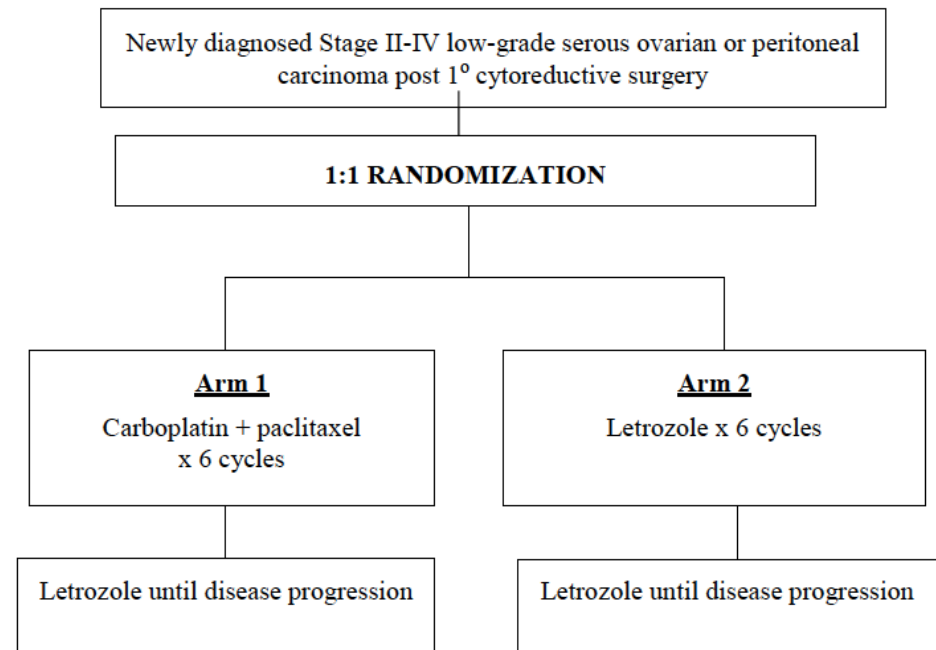 Newly diagnosed Stage II-IV low-grade serous ovarian or peritoneal
carcinoma post 1° cytoreductive surgery
1:1 RANDOMIZATION
Arm 1
Carboplatin + paclitaxel
x 6 cycles
Arm 2
Letrozole x 6 cycles
Letrozole until disease progression
Letrozole until disease progression